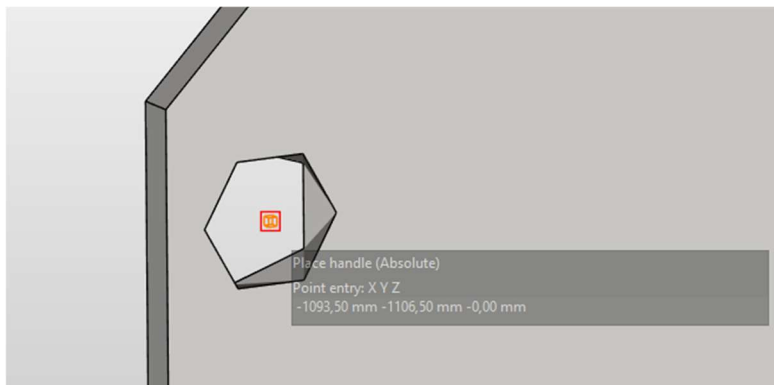 Place handle (Absolute)
Point entry: X Y Z
-1093,50 mm -1106,50 mm -0,00 mm